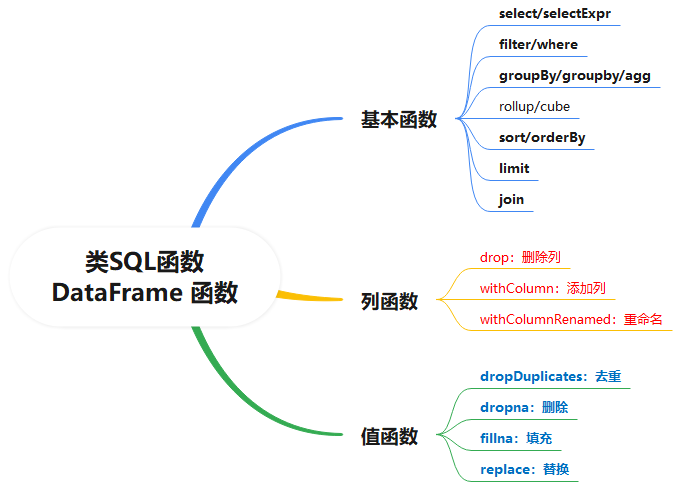 类SQL函数
DataFrame 函数
基本函数
select/selectExpr
filter/where
groupBy/groupby/agg
rollup/cube
sort/orderBy
limit
join
列函数
drop：删除列
withColumn：添加列
withColumnRenamed：重命名
值函数
dropDuplicates：去重
dropna：删除
fillna：填充
replace：替换